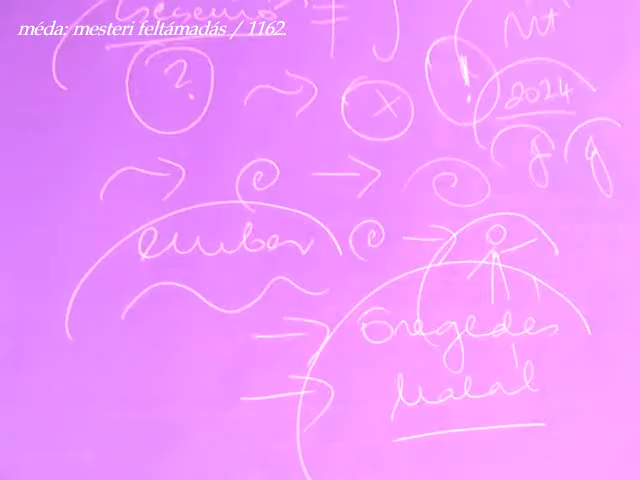 méda: mesteri feltámadás / 1162.
?
x
!
2024
ember
Öregedés
halál